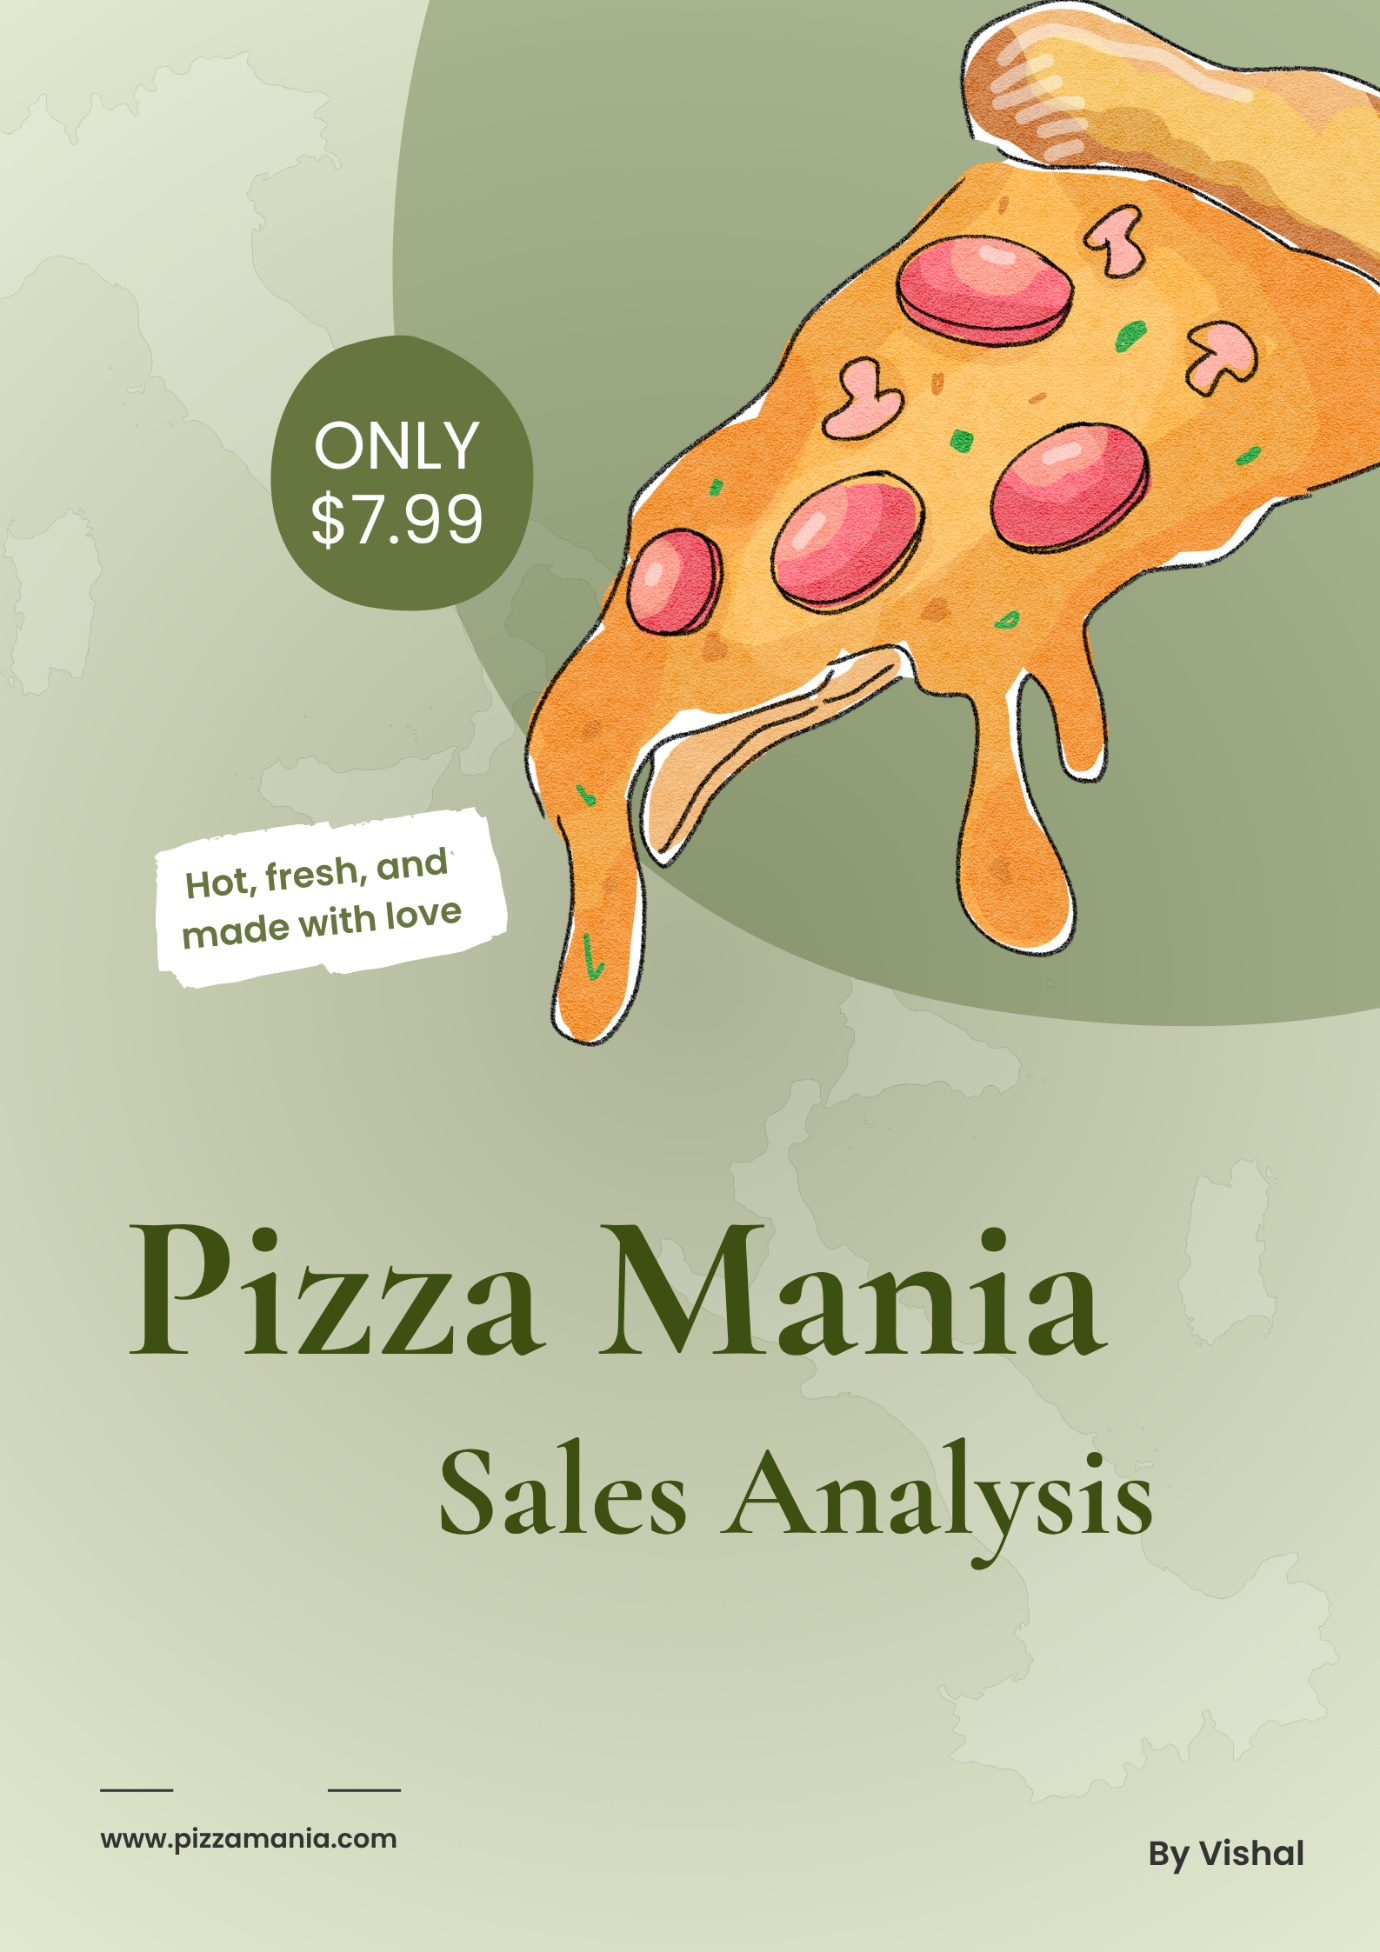 ONLY
$7.99
Hot, fresh, and
made with love
Pizza Mania
Sales Analysis
www.pizzamania.com
By Vishal